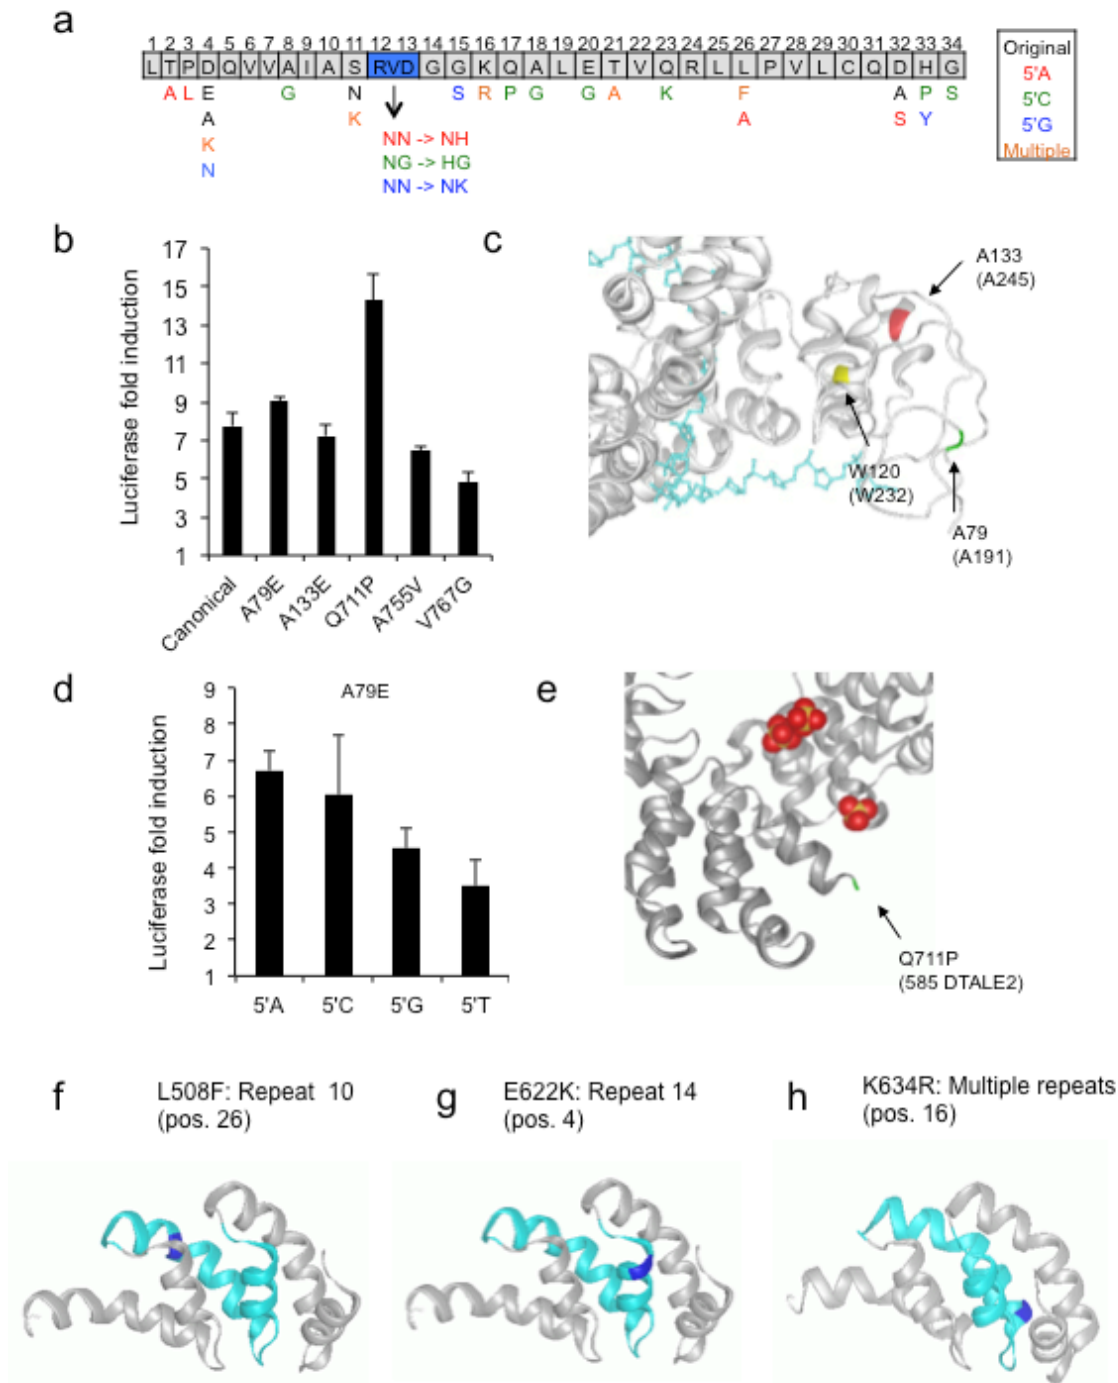 a
1 2 3 4 5 6 7 8 9 10 11 12 13 14 15 16 17 18 19 20 21 22 23 24 25 26 27 28 29 30 31 32 33 34
L T P D Q V V A I A S RVD G G K Q A L E T V Q R L L P V L C Q D H G
A L E G N S R P G G A K F A P S
A K K A S Y
K
N
NN -> NH
NG -> HG
NN -> NK
Original
5'A
5'C
5'G
Multiple
b
Luciferase fold induction
17
15
13
11
9
7
5
3
1
Canonical
A79E
A133E
Q711P
A755V
V767G
c
A133
(A245)
W120
(W232)
A79
(A191)
d
A79E
Luciferase fold induction
9
8
7
6
5
4
3
2
1
5'A
5'C
5'G
5'T
e
Q711P
(585 DTALE2)
f
L508F: Repeat 10
(pos. 26)
g
E622K: Repeat 14
(pos. 4)
h
K634R: Multiple repeats
(pos. 16)